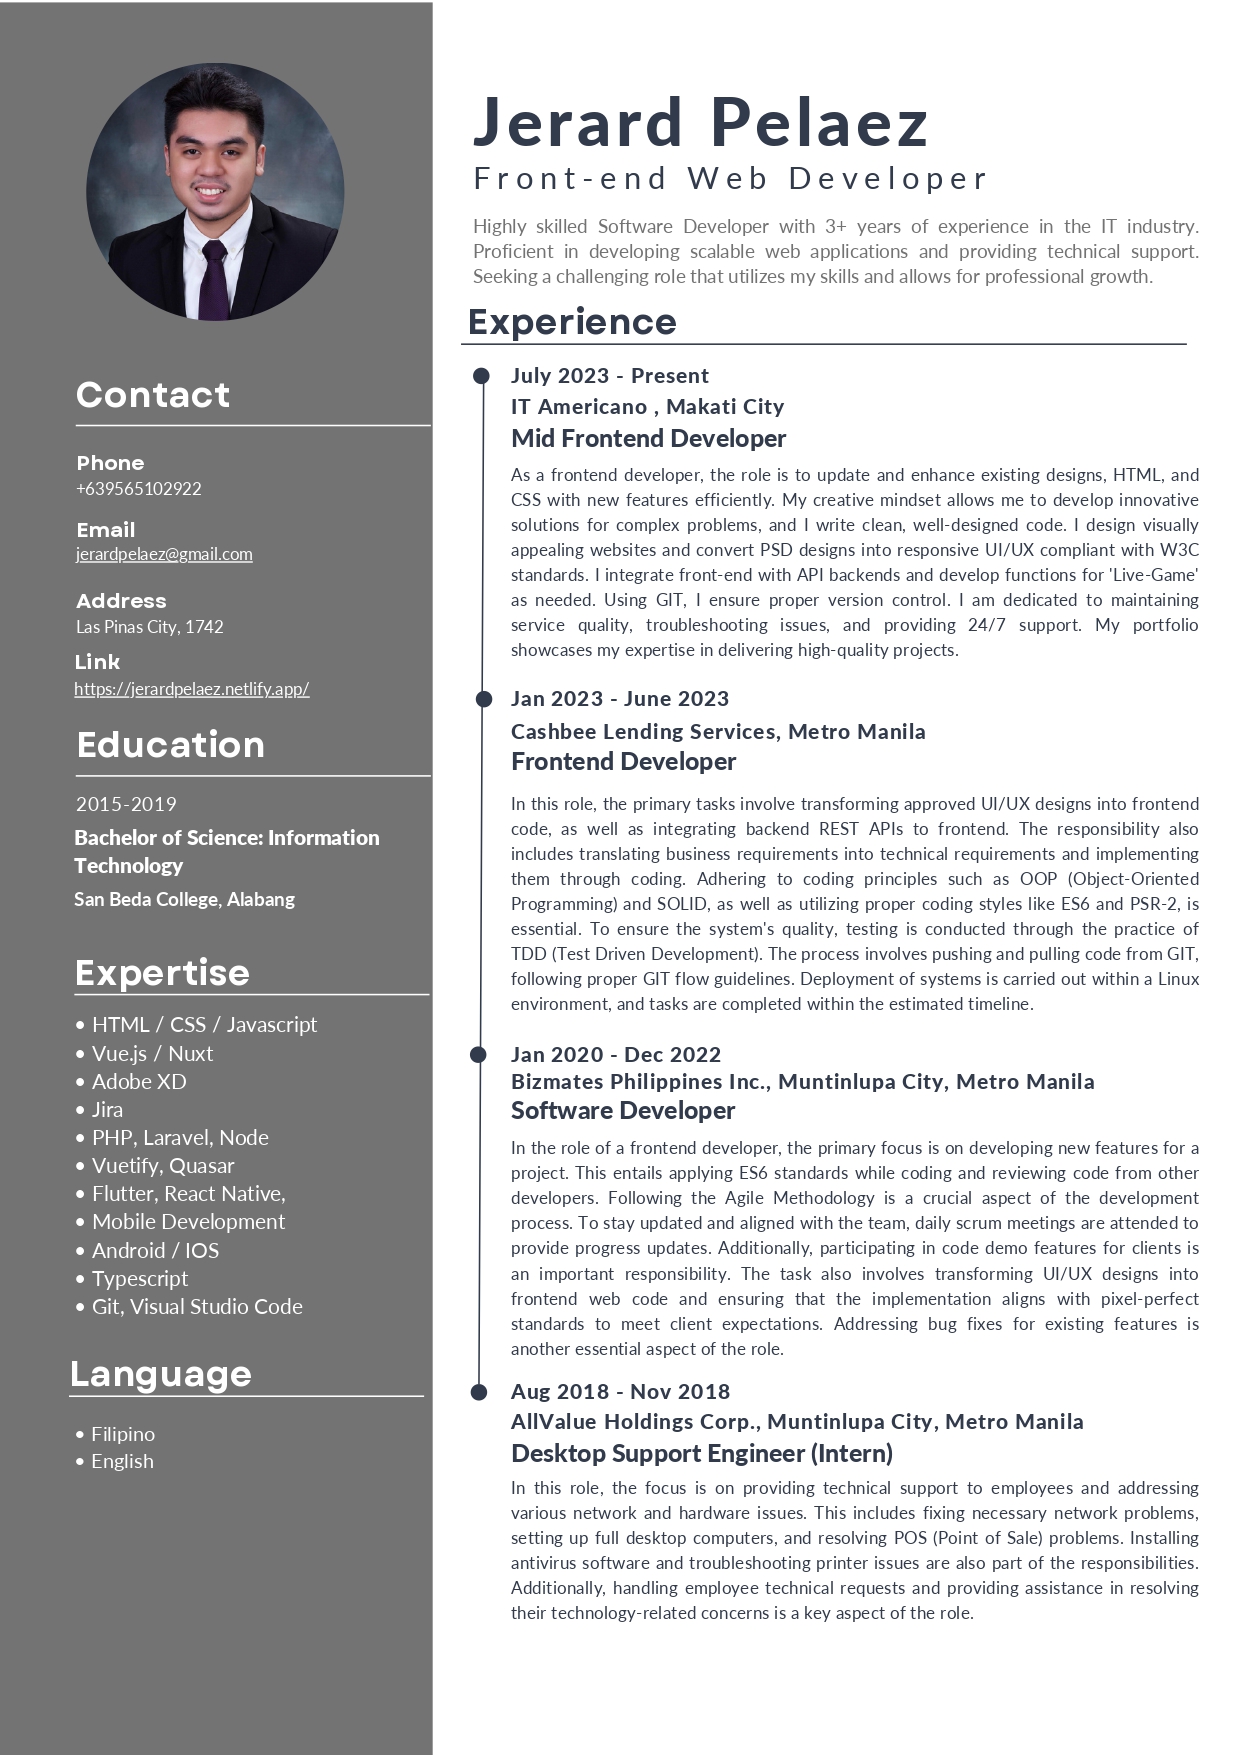 Jerard Pelaez
Front-end Web Developer
Highly skilled Software Developer with 3+ years of experience in the IT industry.
Proficient in developing scalable web applications and providing technical support.
Seeking a challenging role that utilizes my skills and allows for professional growth.
Contact
Phone
+639565102922
Email
jerardpelaez@gmail.com
Address
Las Pinas City, 1742
Link
https://jerardpelaez.netlify.app/
Education
2015-2019
Bachelor of Science: Information
Technology
San Beda College, Alabang
Expertise
• HTML / CSS / Javascript
• Vue.js / Nuxt
• Adobe XD
• Jira
• PHP, Laravel, Node
• Vuetify, Quasar
• Flutter, React Native,
• Mobile Development
• Android / IOS
• Typescript
• Git, Visual Studio Code
Language
• Filipino
• English
Experience
July 2023 - Present
IT Americano , Makati City
Mid Frontend Developer
As a frontend developer, the role is to update and enhance existing designs, HTML, and
CSS with new features efficiently. My creative mindset allows me to develop innovative
solutions for complex problems, and I write clean, well-designed code. I design visually
appealing websites and convert PSD designs into responsive UI/UX compliant with W3C
standards. I integrate front-end with API backends and develop functions for 'Live-Game'
as needed. Using GIT, I ensure proper version control. I am dedicated to maintaining
service quality, troubleshooting issues, and providing 24/7 support. My portfolio
showcases my expertise in delivering high-quality projects.
Jan 2023 - June 2023
Cashbee Lending Services, Metro Manila
Frontend Developer
In this role, the primary tasks involve transforming approved UI/UX designs into frontend
code, as well as integrating backend REST APIs to frontend. The responsibility also
includes translating business requirements into technical requirements and implementing
them through coding. Adhering to coding principles such as OOP (Object-Oriented
Programming) and SOLID, as well as utilizing proper coding styles like ES6 and PSR-2, is
essential. To ensure the system's quality, testing is conducted through the practice of
TDD (Test Driven Development). The process involves pushing and pulling code from GIT,
following proper GIT flow guidelines. Deployment of systems is carried out within a Linux
environment, and tasks are completed within the estimated timeline.
Jan 2020 - Dec 2022
Bizmates Philippines Inc., Muntinlupa City, Metro Manila
Software Developer
In the role of a frontend developer, the primary focus is on developing new features for a
project. This entails applying ES6 standards while coding and reviewing code from other
developers. Following the Agile Methodology is a crucial aspect of the development
process. To stay updated and aligned with the team, daily scrum meetings are attended to
provide progress updates. Additionally, participating in code demo features for clients is
an important responsibility. The task also involves transforming UI/UX designs into
frontend web code and ensuring that the implementation aligns with pixel-perfect
standards to meet client expectations. Addressing bug fixes for existing features is
another essential aspect of the role.
Aug 2018 - Nov 2018
AllValue Holdings Corp., Muntinlupa City, Metro Manila
Desktop Support Engineer (Intern)
In this role, the focus is on providing technical support to employees and addressing
various network and hardware issues. This includes fixing necessary network problems,
setting up full desktop computers, and resolving POS (Point of Sale) problems. Installing
antivirus software and troubleshooting printer issues are also part of the responsibilities.
Additionally, handling employee technical requests and providing assistance in resolving
their technology-related concerns is a key aspect of the role.